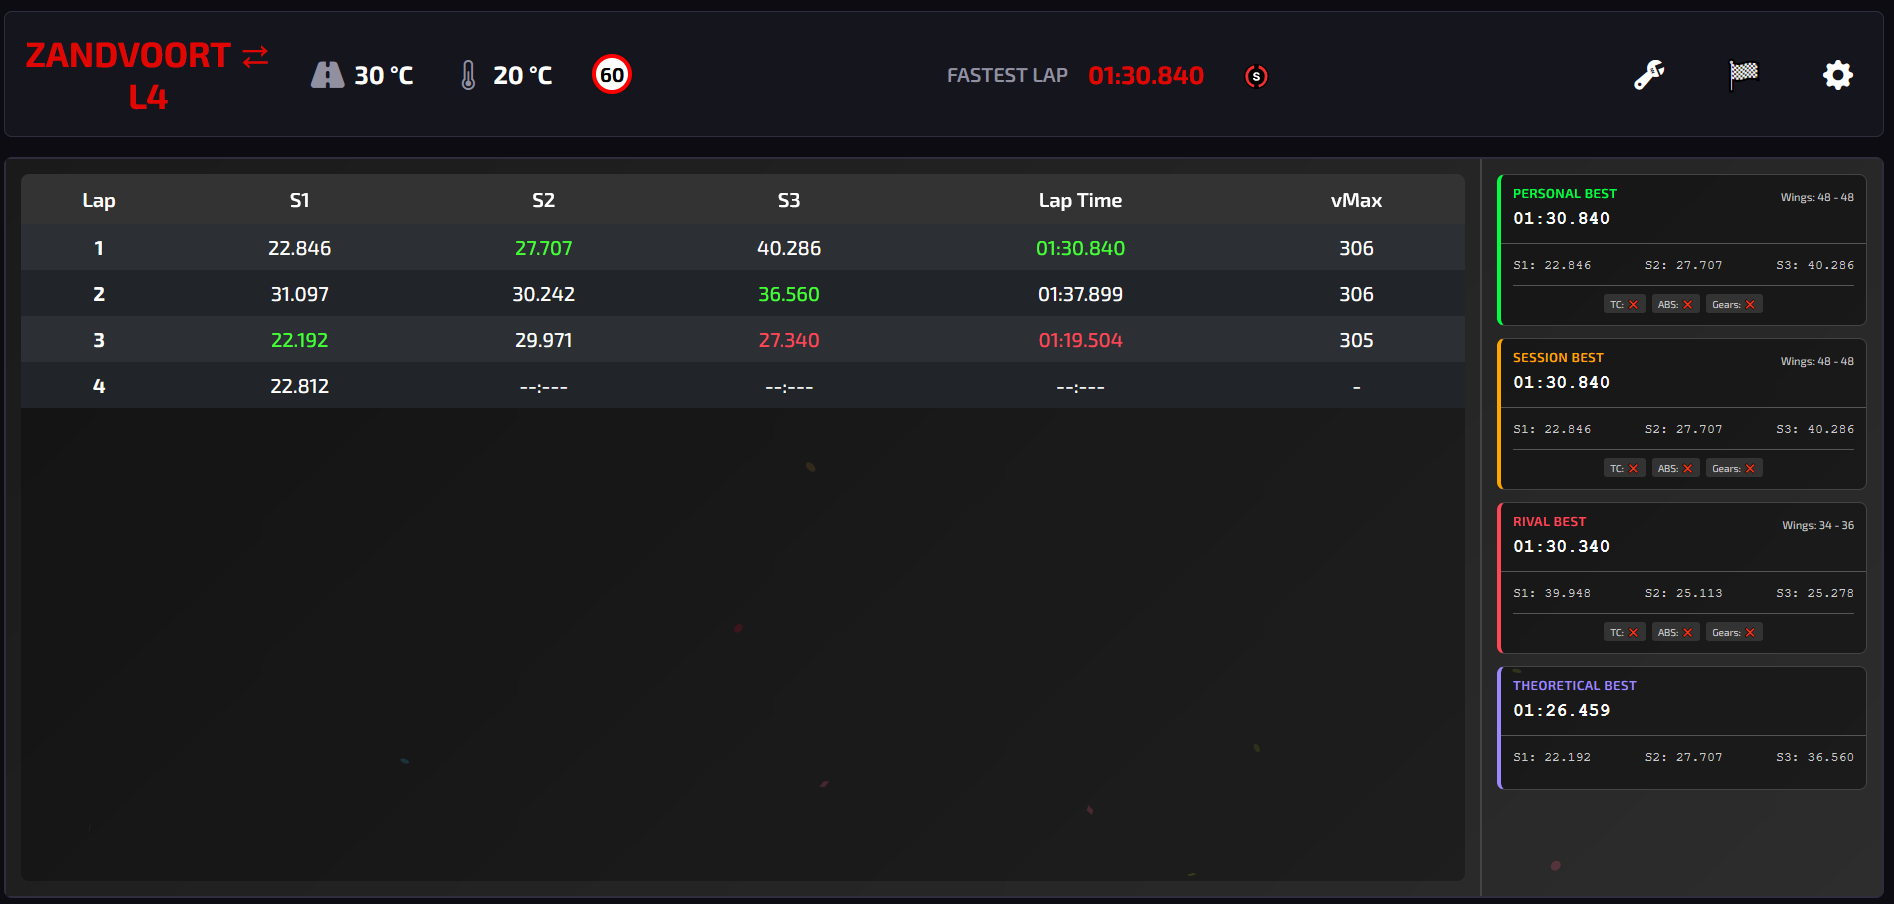 ZANDVOORT ⇄
L4
30 °C
20 °C
60
FASTEST LAP 01:30.840
S
Lap S1 S2 S3 Lap Time vMax
1 22.846 27.707 40.286 01:30.840 306
2 31.097 30.242 36.560 01:37.899 306
3 22.192 29.971 27.340 01:19.504 305
4 22.812 --:--- --:--- --:--- -
PERSONAL BEST
Wings: 48 - 48
01:30.840
S1: 22.846 S2: 27.707 S3: 40.286
TC: ❌ ABS: ❌ Gears: ❌
SESSION BEST
Wings: 48 - 48
01:30.840
S1: 22.846 S2: 27.707 S3: 40.286
TC: ❌ ABS: ❌ Gears: ❌
RIVAL BEST
Wings: 34 - 36
01:30.340
S1: 39.948 S2: 25.113 S3: 25.278
TC: ❌ ABS: ❌ Gears: ❌
THEORETICAL BEST
01:26.459
S1: 22.192 S2: 27.707 S3: 36.560